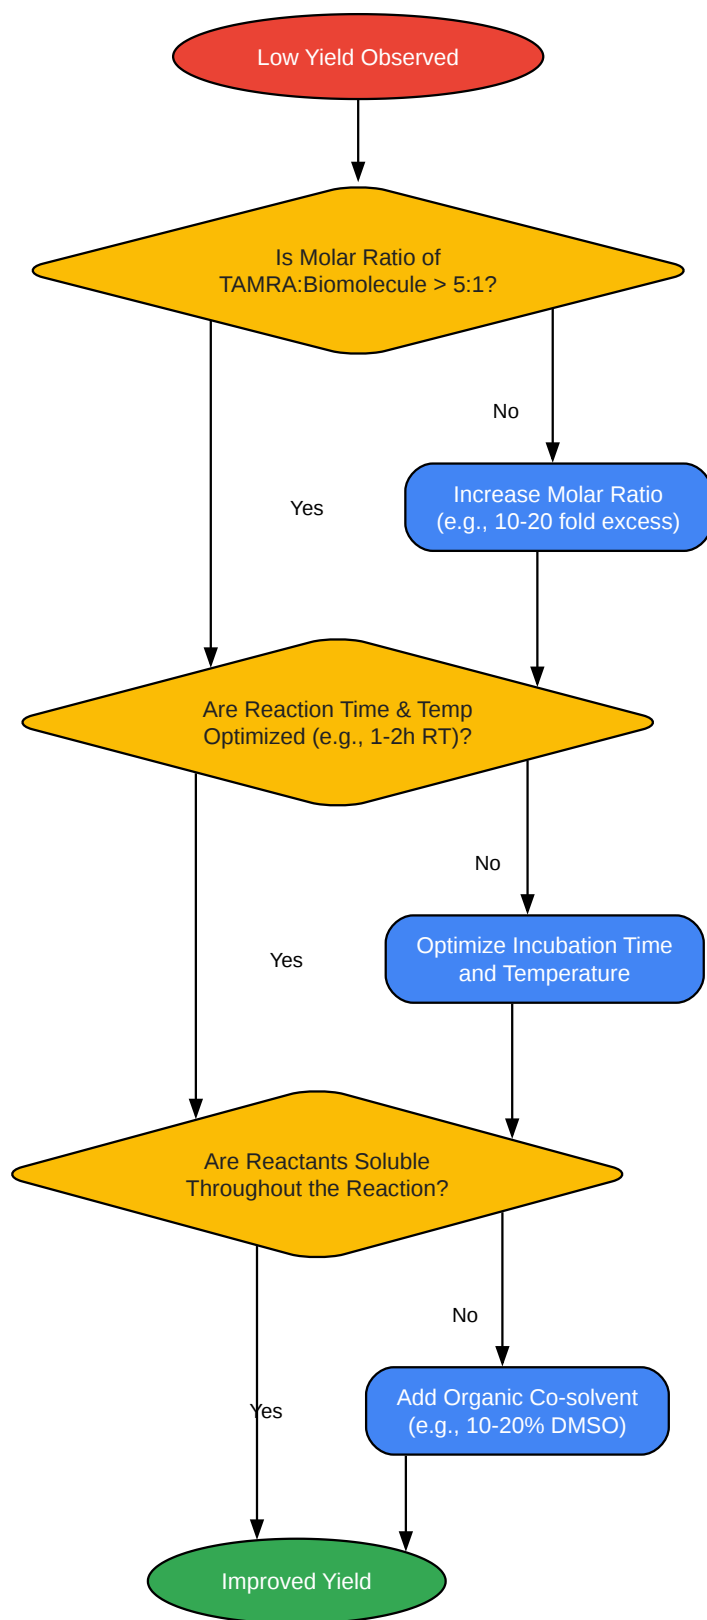 Low Yield Observed
Is Molar Ratio of
TAMRA:Biomolecule > 5:1?
No
Increase Molar Ratio
(e.g., 10-20 fold excess)
Yes
Are Reaction Time & Temp
Optimized (e.g., 1-2h RT)?
No
Optimize Incubation Time
and Temperature
Yes
Are Reactants Soluble
Throughout the Reaction?
No
Add Organic Co-solvent
(e.g., 10-20% DMSO)
Yes
Improved Yield